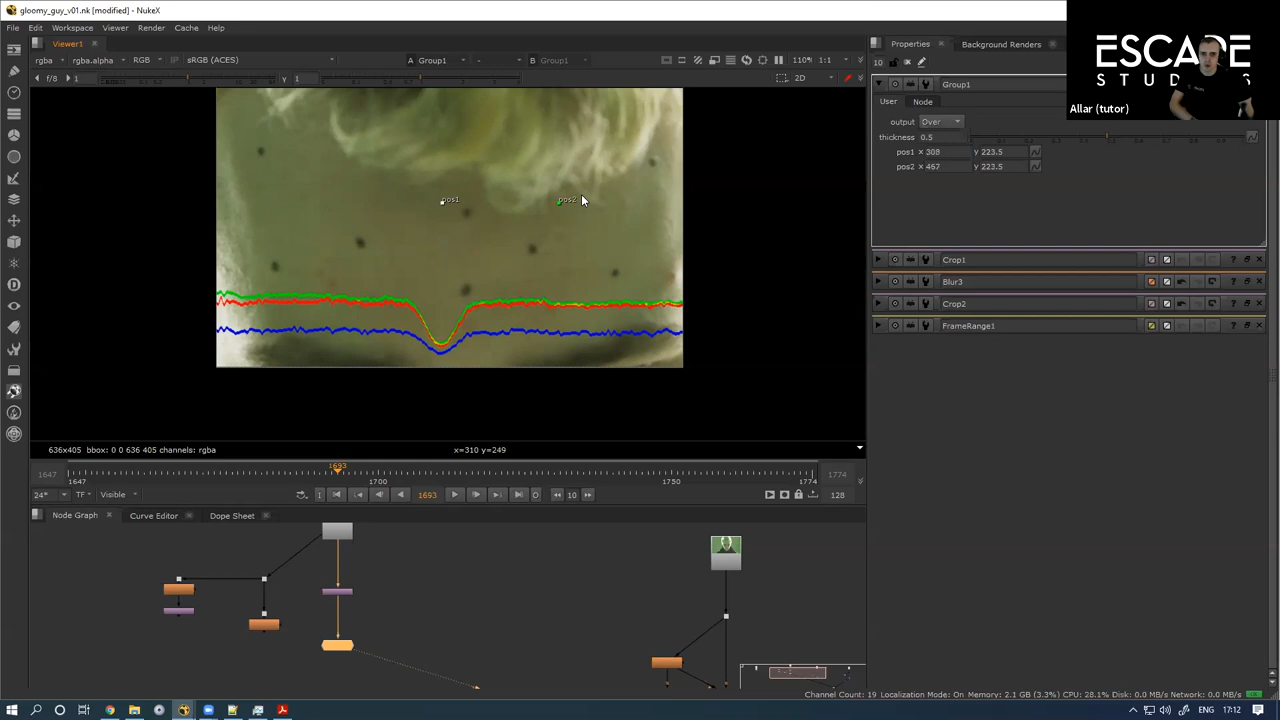 gloomy_guy_v01.nk [modified] - NukeX
File Edit Workspace Viewer Render Cache Help
Viewer1
rgba rgba.alpha RGB sRGB (ACES) A Group1 - B Group1 110% 1:1
f/8 1 y 1 2D
pos1
pos2
636x405 bbox: 0 0 636 405 channels: rgba x=310 y=249
1647 1647 1693 1700 1750 1774 1774
24* TF Visible 1693 10 128
Node Graph Curve Editor Dope Sheet
Properties Background Renders
10
Group1
User Node
output Over
thickness 0.5
pos1 x 308 y 223.5
pos2 x 467 y 223.5
Crop1
Blur3
Crop2
FrameRange1
ESCAPE
STUDIOS
Allar (tutor)
Channel Count: 19 Localization Mode: On Memory: 2.1 GB (3.3%) CPU: 28.1% Disk: 0.0 MB/s Network: 0.0 MB/s
ENG 17:12